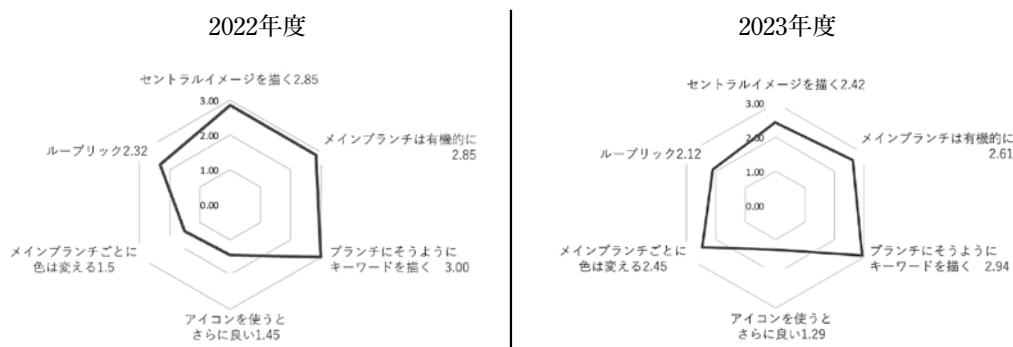 2022年度
セントラルイメージを描く2.85
3.00
メインブランチは有機的に
2.85
2.00
ルーブリック2.32
1.00
0.00
メインブランチごとに
色は変える1.5
ブランチにそうように
キーワードを描く 3.00
アイコンを使うと
さらに良い1.45
2023年度
セントラルイメージを描く2.42
3.00
メインブランチは有機的に
2.61
2.00
ルーブリック2.12
1.00
0.00
メインブランチごとに
色は変える2.45
ブランチにそうように
キーワードを描く 2.94
アイコンを使うと
さらに良い1.29